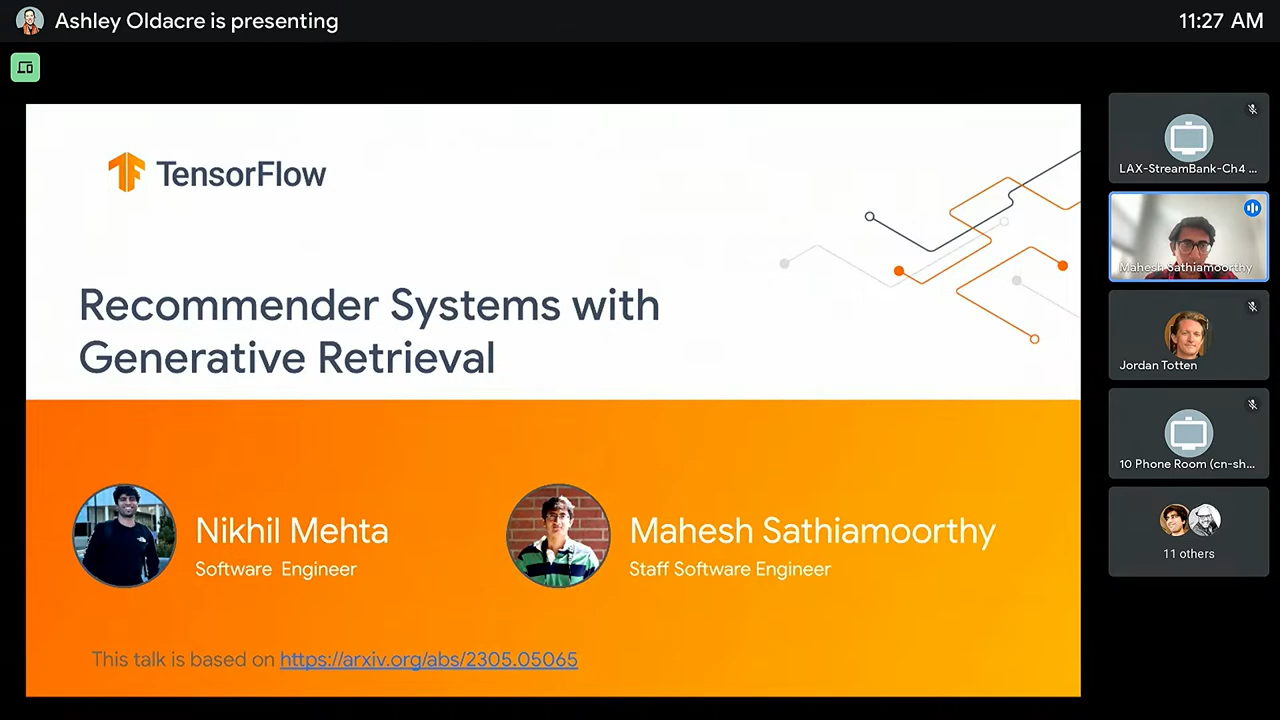 Ashley Oldacre is presenting
11:27 AM
TensorFlow
Recommender Systems with
Generative Retrieval
Nikhil Mehta
Software Engineer
Mahesh Sathiamoorthy
Staff Software Engineer
This talk is based on https://arxiv.org/abs/2305.05065
LAX-StreamBank-Ch4 ...
Mahesh Sathiamoorthy
Jordan Totten
10 Phone Room (cn-sh...
11 others